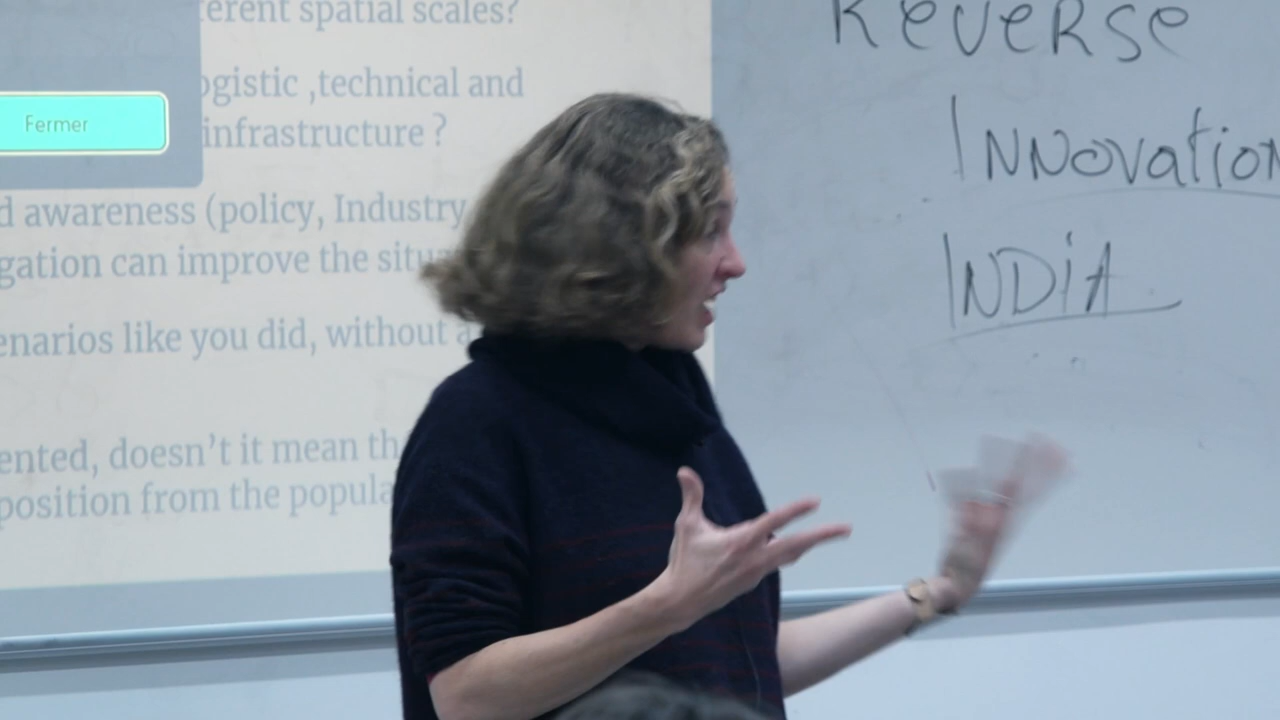 erent spatial scales?
ogistic ,technical and
infrastructure ?
d awareness (policy, Industry
gation can improve the situ
enarios like you did, without a
ented, doesn't it mean th
position from the popula
Fermer
Reverse
Innovation
INDiA